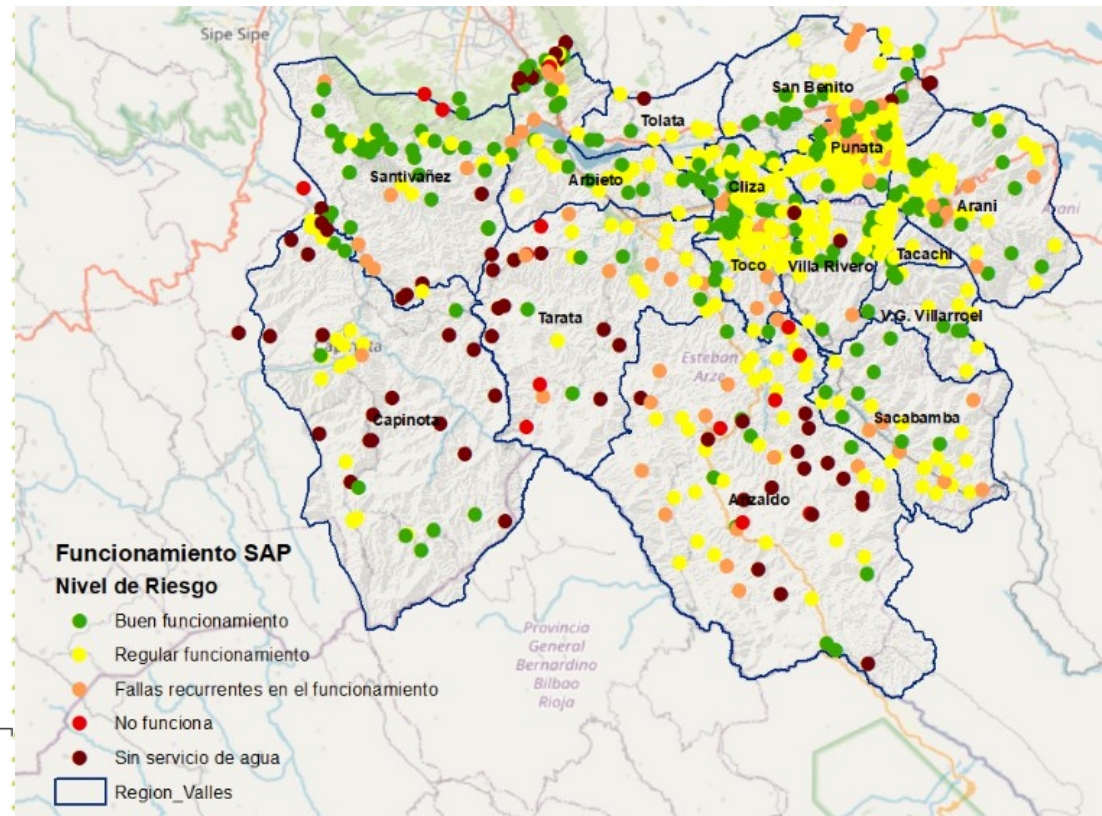 Sipe Sipe
San Benito
Tolata
Punata
Santivañez
Arbieto
Cliza
Arani
Arani
Toco
Villa Rivero
Tacachi
Tarata
V.G. Villarroel
Esteban
Arze
Capinota
Sacabamba
Anzaldo
Provincia
General
Bernardino
Bilbao
Rioja
Funcionamiento SAP
Nivel de Riesgo
Buen funcionamiento
Regular funcionamiento
Fallas recurrentes en el funcionamiento
No funciona
Sin servicio de agua
Region_Valles